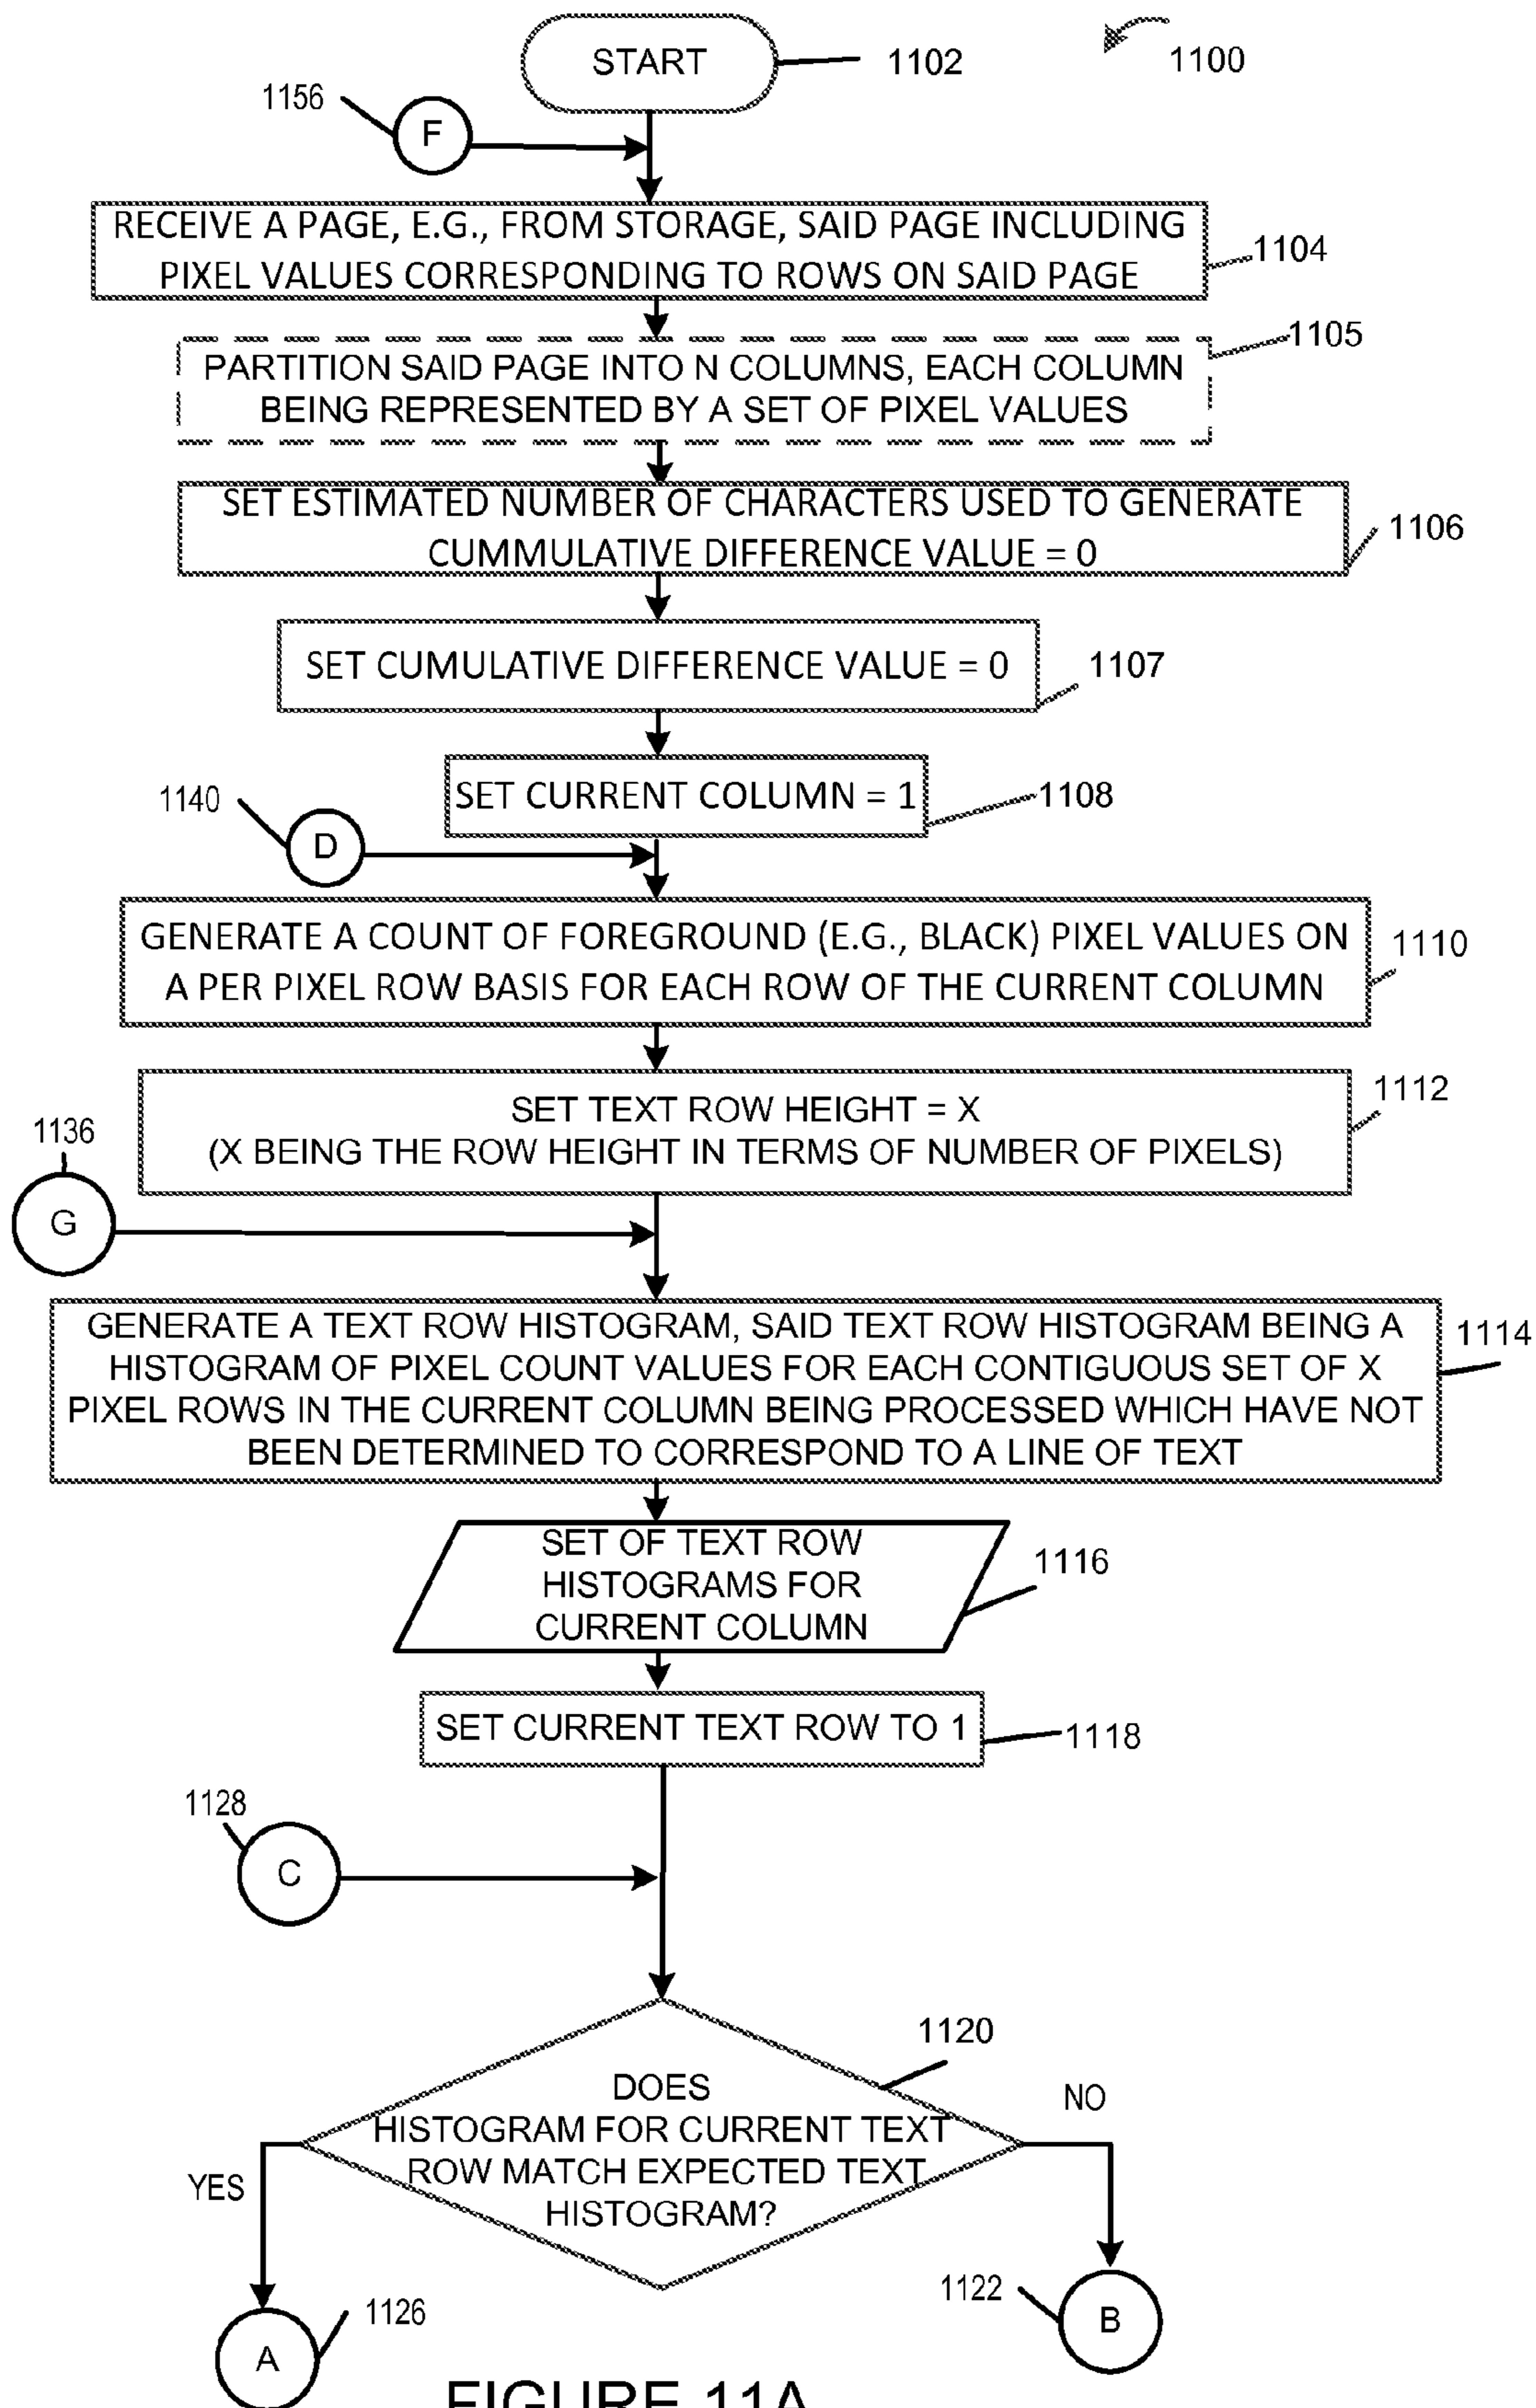 START
1102
1100
1156
F
RECEIVE A PAGE, E.G., FROM STORAGE, SAID PAGE INCLUDING
PIXEL VALUES CORRESPONDING TO ROWS ON SAID PAGE
1104
1105
PARTITION SAID PAGE INTO N COLUMNS, EACH COLUMN
BEING REPRESENTED BY A SET OF PIXEL VALUES
SET ESTIMATED NUMBER OF CHARACTERS USED TO GENERATE
CUMMULATIVE DIFFERENCE VALUE = 0
1106
SET CUMULATIVE DIFFERENCE VALUE = 0
1107
SET CURRENT COLUMN = 1
1108
1140
D
GENERATE A COUNT OF FOREGROUND (E.G., BLACK) PIXEL VALUES ON
A PER PIXEL ROW BASIS FOR EACH ROW OF THE CURRENT COLUMN
1110
SET TEXT ROW HEIGHT = X
(X BEING THE ROW HEIGHT IN TERMS OF NUMBER OF PIXELS)
1112
1136
G
GENERATE A TEXT ROW HISTOGRAM, SAID TEXT ROW HISTOGRAM BEING A
HISTOGRAM OF PIXEL COUNT VALUES FOR EACH CONTIGUOUS SET OF X
PIXEL ROWS IN THE CURRENT COLUMN BEING PROCESSED WHICH HAVE NOT
BEEN DETERMINED TO CORRESPOND TO A LINE OF TEXT
1114
SET OF TEXT ROW
HISTOGRAMS FOR
CURRENT COLUMN
1116
SET CURRENT TEXT ROW TO 1
1118
1128
C
1120
DOES
HISTOGRAM FOR CURRENT TEXT
ROW MATCH EXPECTED TEXT
HISTOGRAM?
NO
YES
1122
B
1126
A
FIGURE 11A